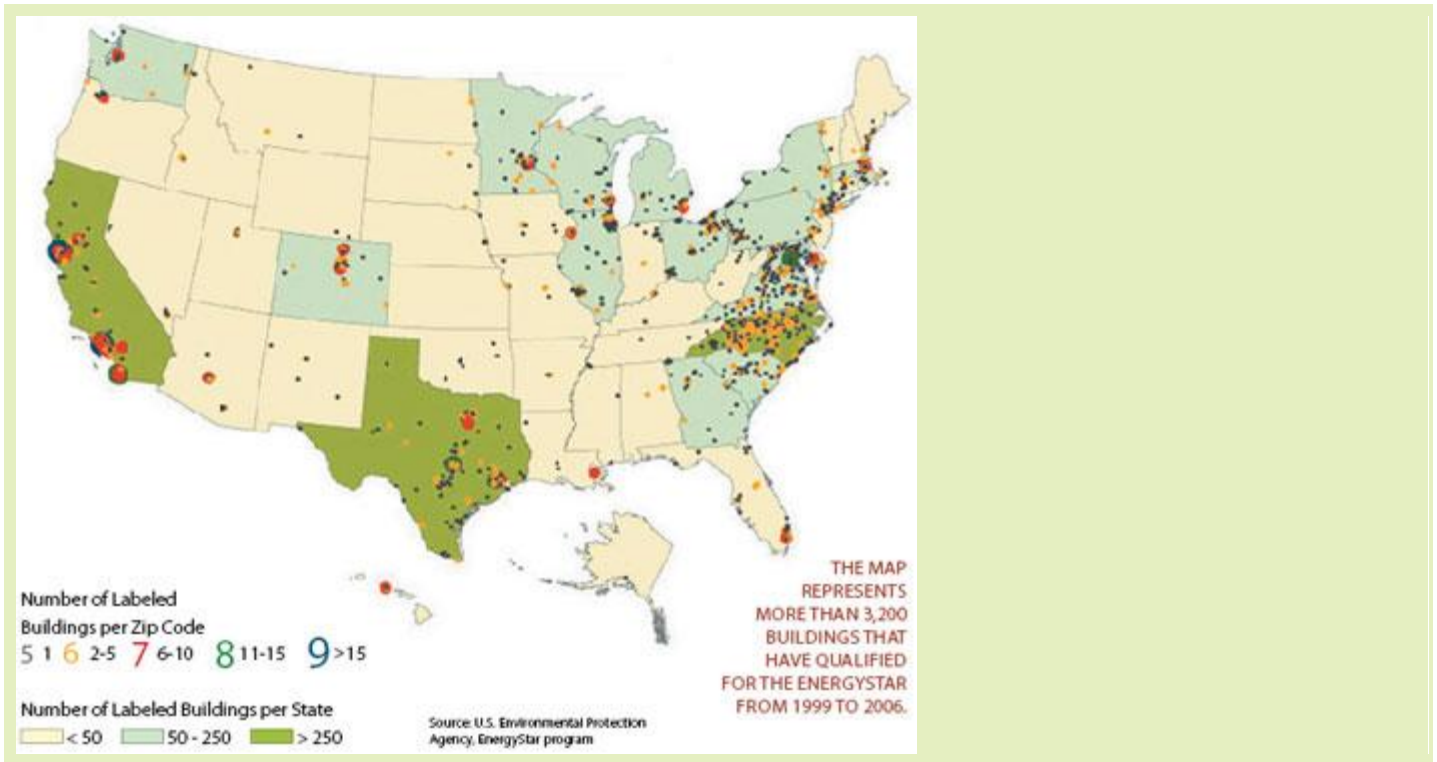 THE MAP
REPRESENTS
MORE THAN 3,200
BUILDINGS THAT
HAVE QUALIFIED
FOR THE ENERGYSTAR
FROM 1999 TO 2006.
Number of Labeled
Buildings per Zip Code
5 1 6 2-5 7 6-10 8 11-15 9 >15
Number of Labeled Buildings per State
< 50 50 - 250 > 250
Source: U.S. Environmental Protection
Agency, EnergyStar program